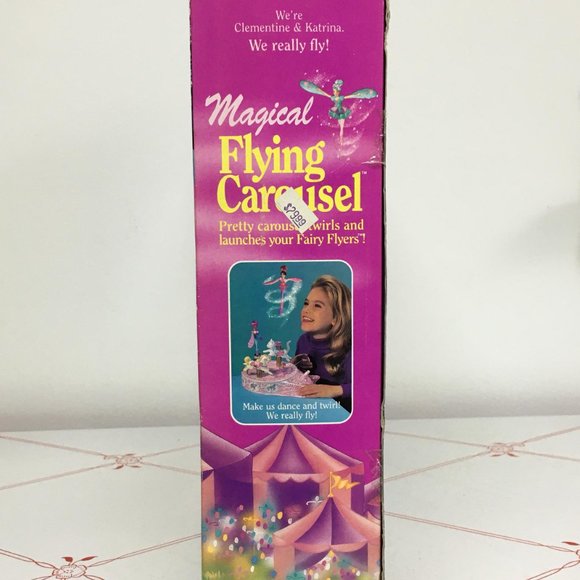 We're
Clementine & Katrina.
We really fly!
Magical
Flying
Carousel™
$29.99
Pretty carousel twirls and
launches your Fairy Flyers™!
Make us dance and twirl!
We really fly!